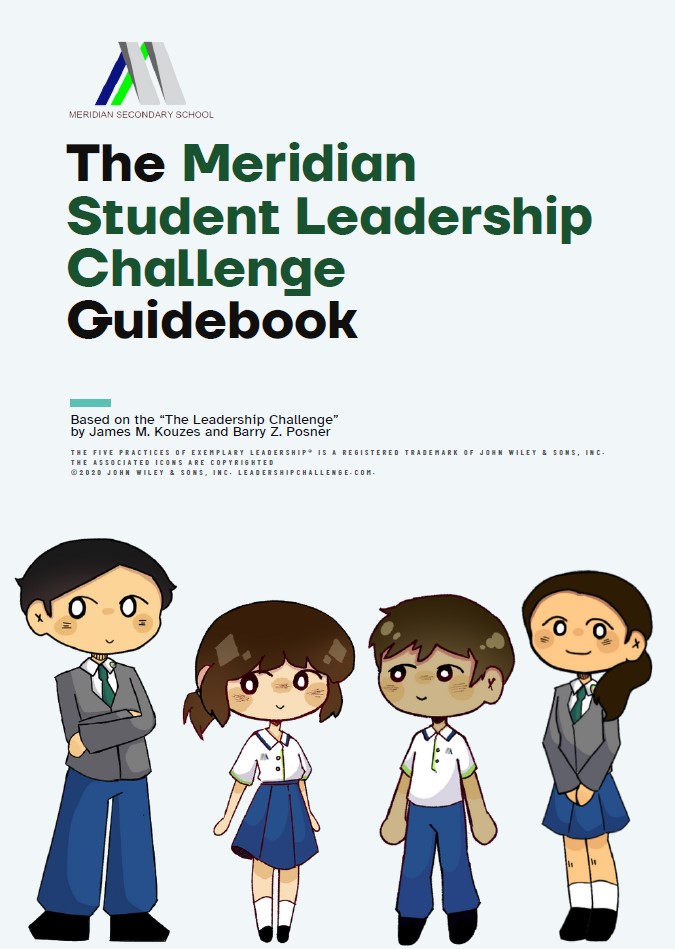 MERIDIAN SECONDARY SCHOOL
The Meridian
Student Leadership
Challenge
Guidebook
Based on the “The Leadership Challenge”
by James M. Kouzes and Barry Z. Posner
THE FIVE PRACTICES OF EXEMPLARY LEADERSHIP® IS A REGISTERED TRADEMARK OF JOHN WILEY & SONS, INC.
THE ASSOCIATED ICONS ARE COPYRIGHTED
©2020 JOHN WILEY & SONS, INC. LEADERSHIPCHALLENGE.COM.